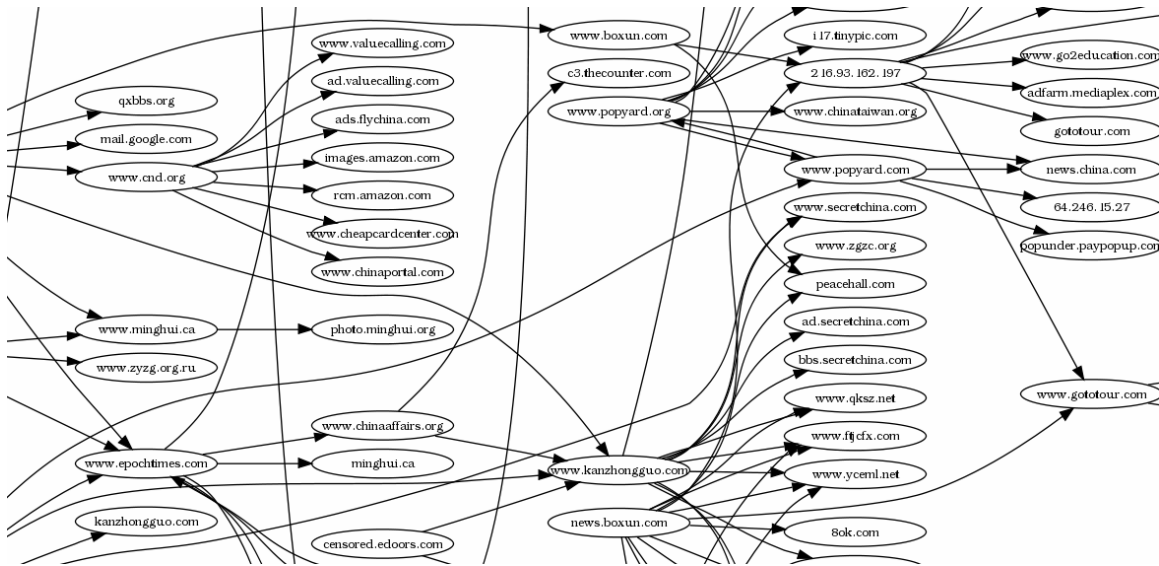 www.valuecalling.com
ad.valuecalling.com
qxbbs.org
ads.flychina.com
mail.google.com
images.amazon.com
www.cnd.org
rcm.amazon.com
www.cheapcardcenter.com
www.chinaportal.com
www.minghui.ca
photo.minghui.org
www.zyzg.org.ru
www.chinaaffairs.org
www.epochtimes.com
minghui.ca
kanzhongguo.com
censored.edoors.com
www.boxun.com
c3.thecounter.com
www.popyard.org
www.kanzhongguo.com
news.boxun.com
i17.tinypic.com
216.93.162.197
www.chinataiwan.org
www.popyard.com
www.secretchina.com
www.zgzc.org
peacehall.com
ad.secretchina.com
bbs.secretchina.com
www.qksz.net
www.ftjcfx.com
www.yceml.net
8ok.com
www.go2education.com
adfarm.mediaplex.com
gototour.com
news.china.com
64.246.15.27
popunder.paypopup.com
www.gototour.com